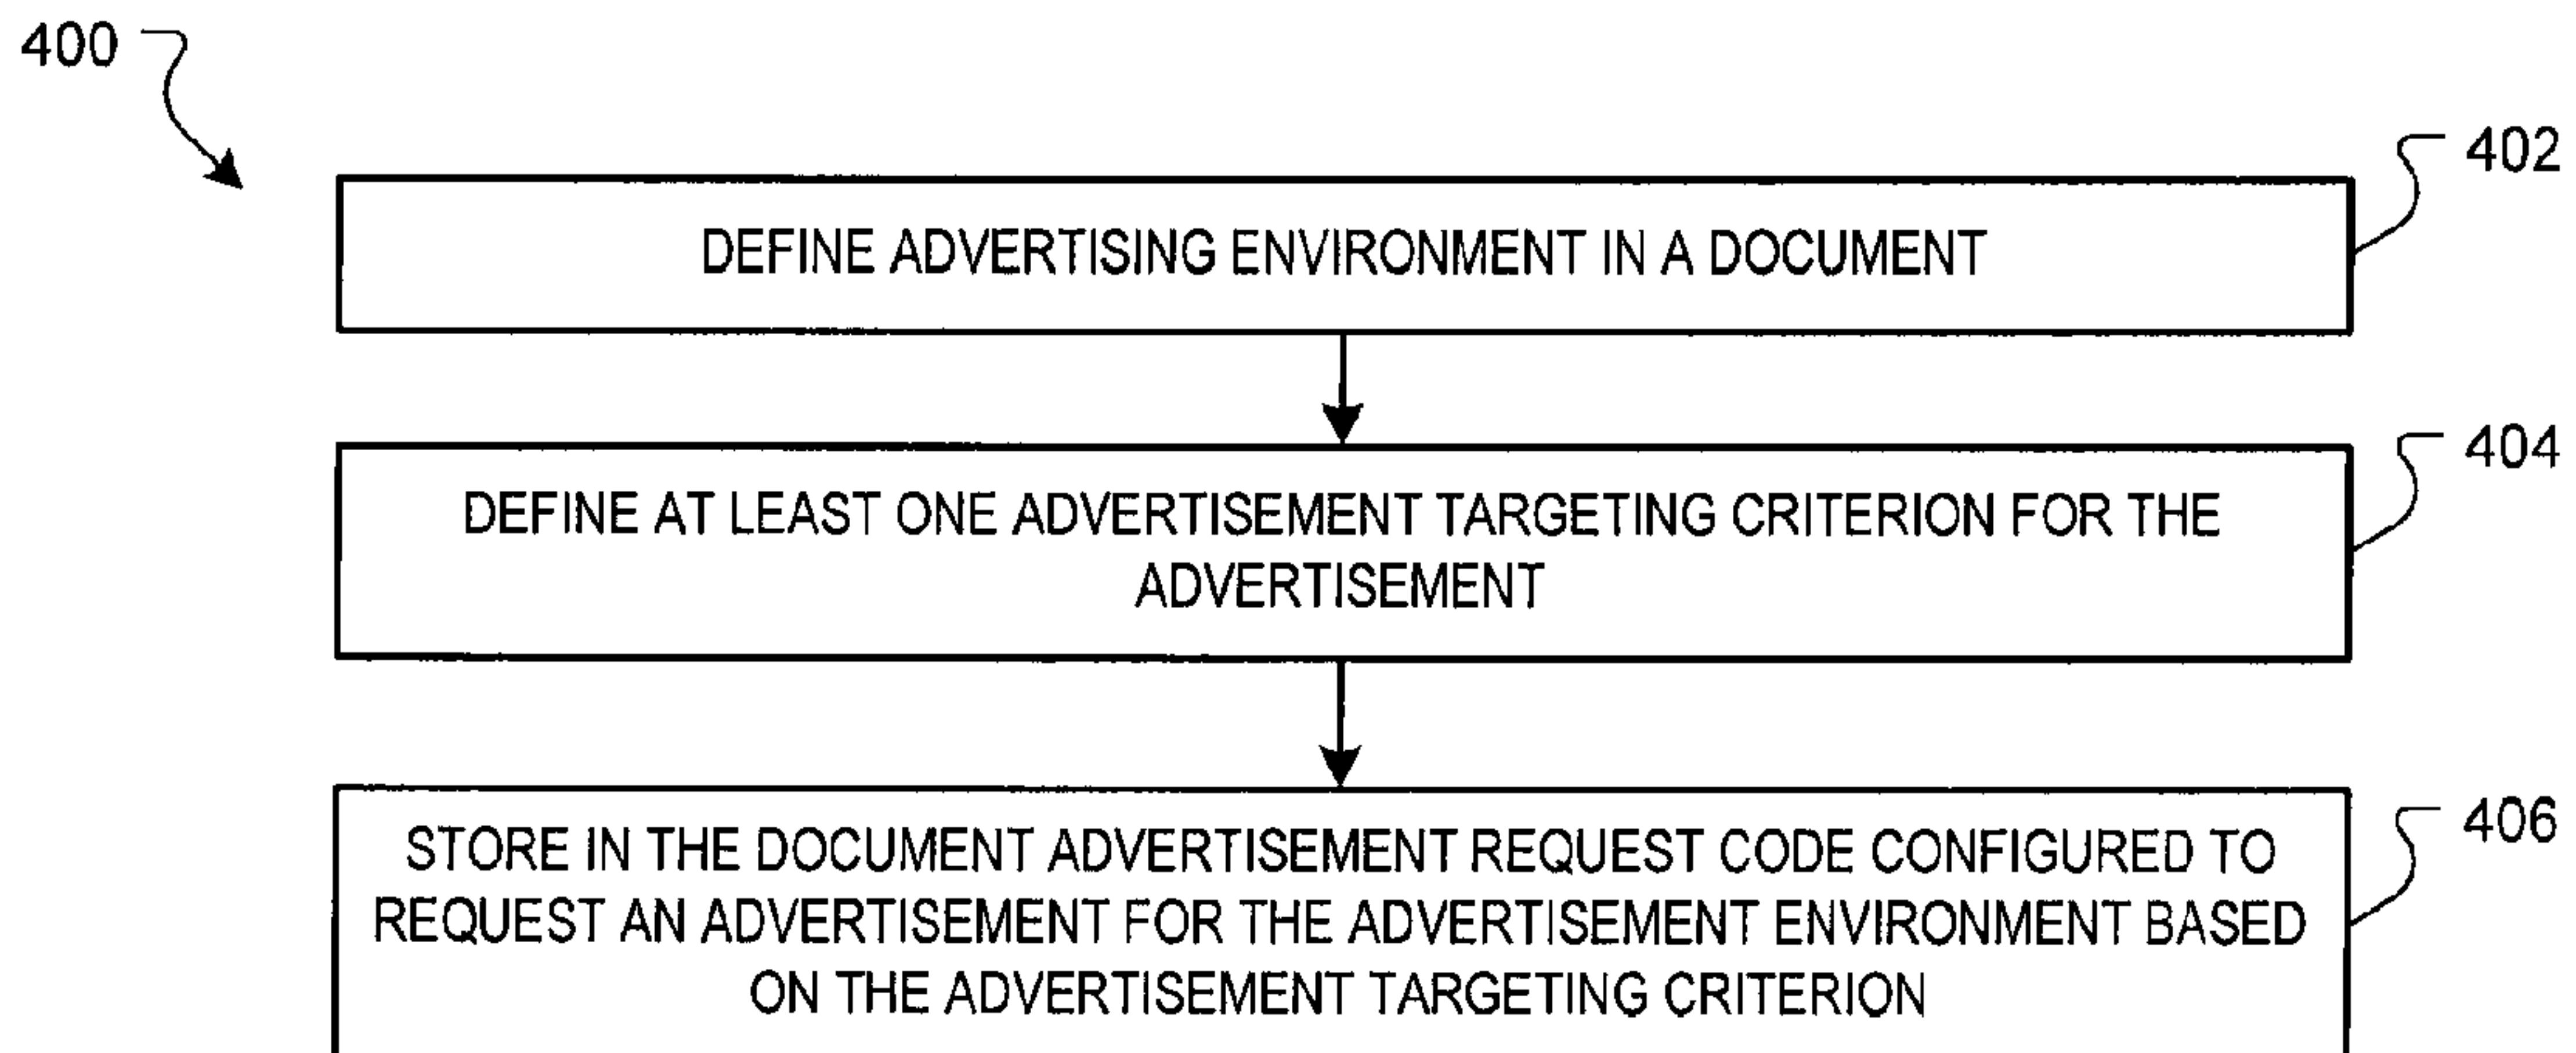 400
402
DEFINE ADVERTISING ENVIRONMENT IN A DOCUMENT
404
DEFINE AT LEAST ONE ADVERTISEMENT TARGETING CRITERION FOR THE
ADVERTISEMENT
406
STORE IN THE DOCUMENT ADVERTISEMENT REQUEST CODE CONFIGURED TO
REQUEST AN ADVERTISEMENT FOR THE ADVERTISEMENT ENVIRONMENT BASED
ON THE ADVERTISEMENT TARGETING CRITERION